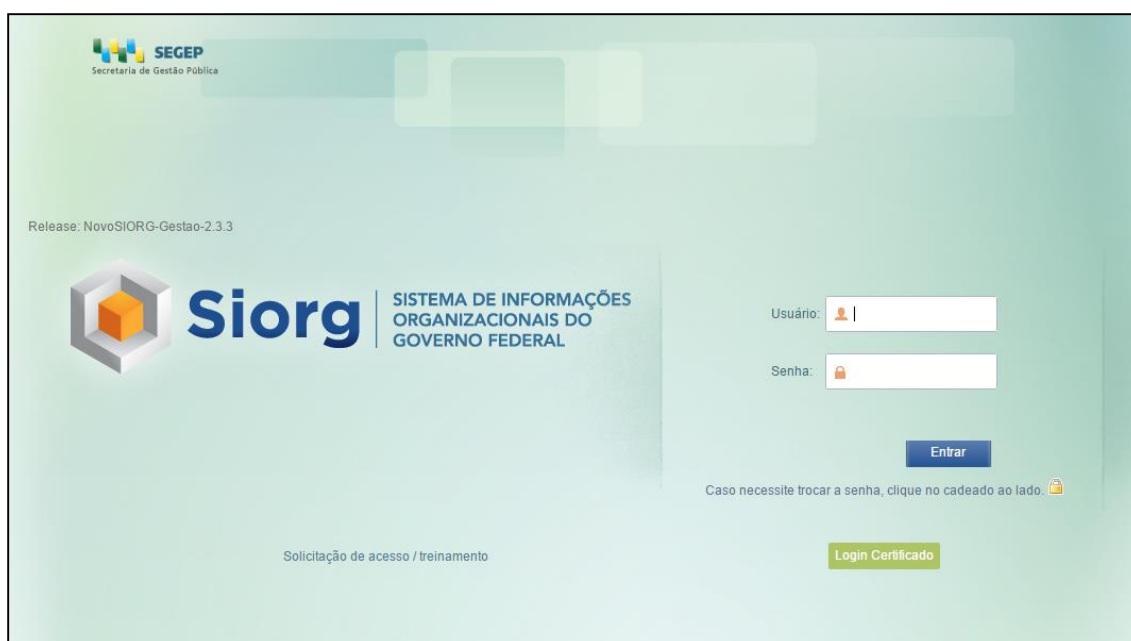 SEGEP
Secretaria de Gestão Pública
Release: NovoSIORG-Gestao-2.3.3
Siorg
SISTEMA DE INFORMAÇÕES
ORGANIZACIONAIS DO
GOVERNO FEDERAL
Usuário:
Senha:
Entrar
Caso necessite trocar a senha, clique no cadeado ao lado.
Solicitação de acesso / treinamento
Login Certificado